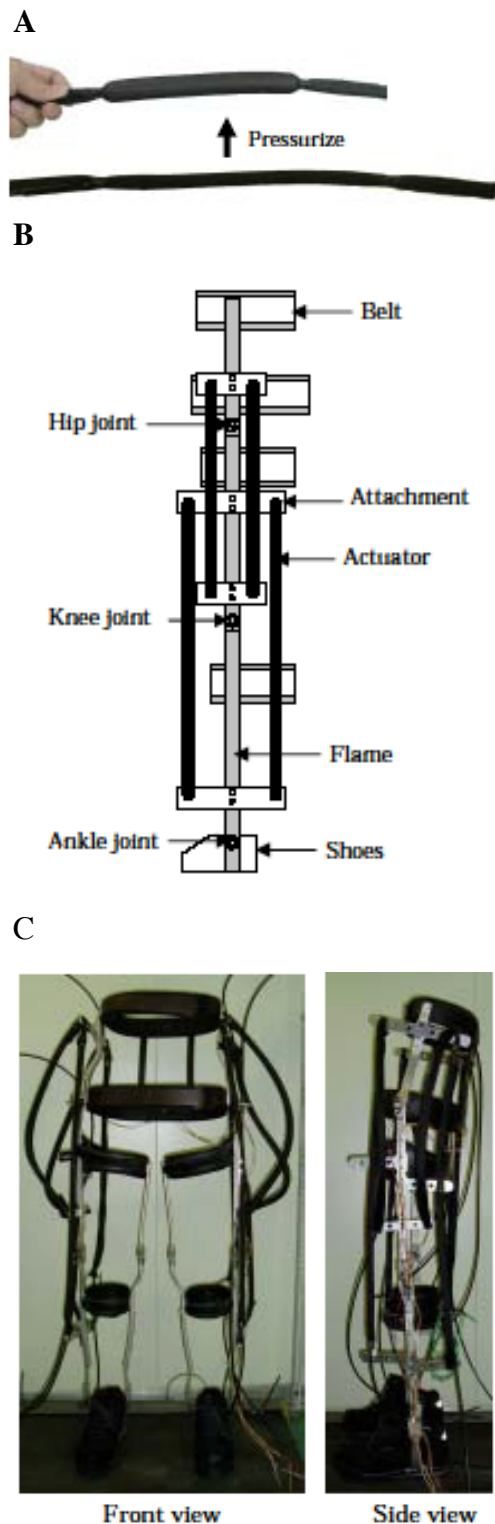 A
Pressurize
B
Belt
Hip joint
Attachment
Actuator
Knee joint
Flame
Ankle joint
Shoes
C
Front view
Side view